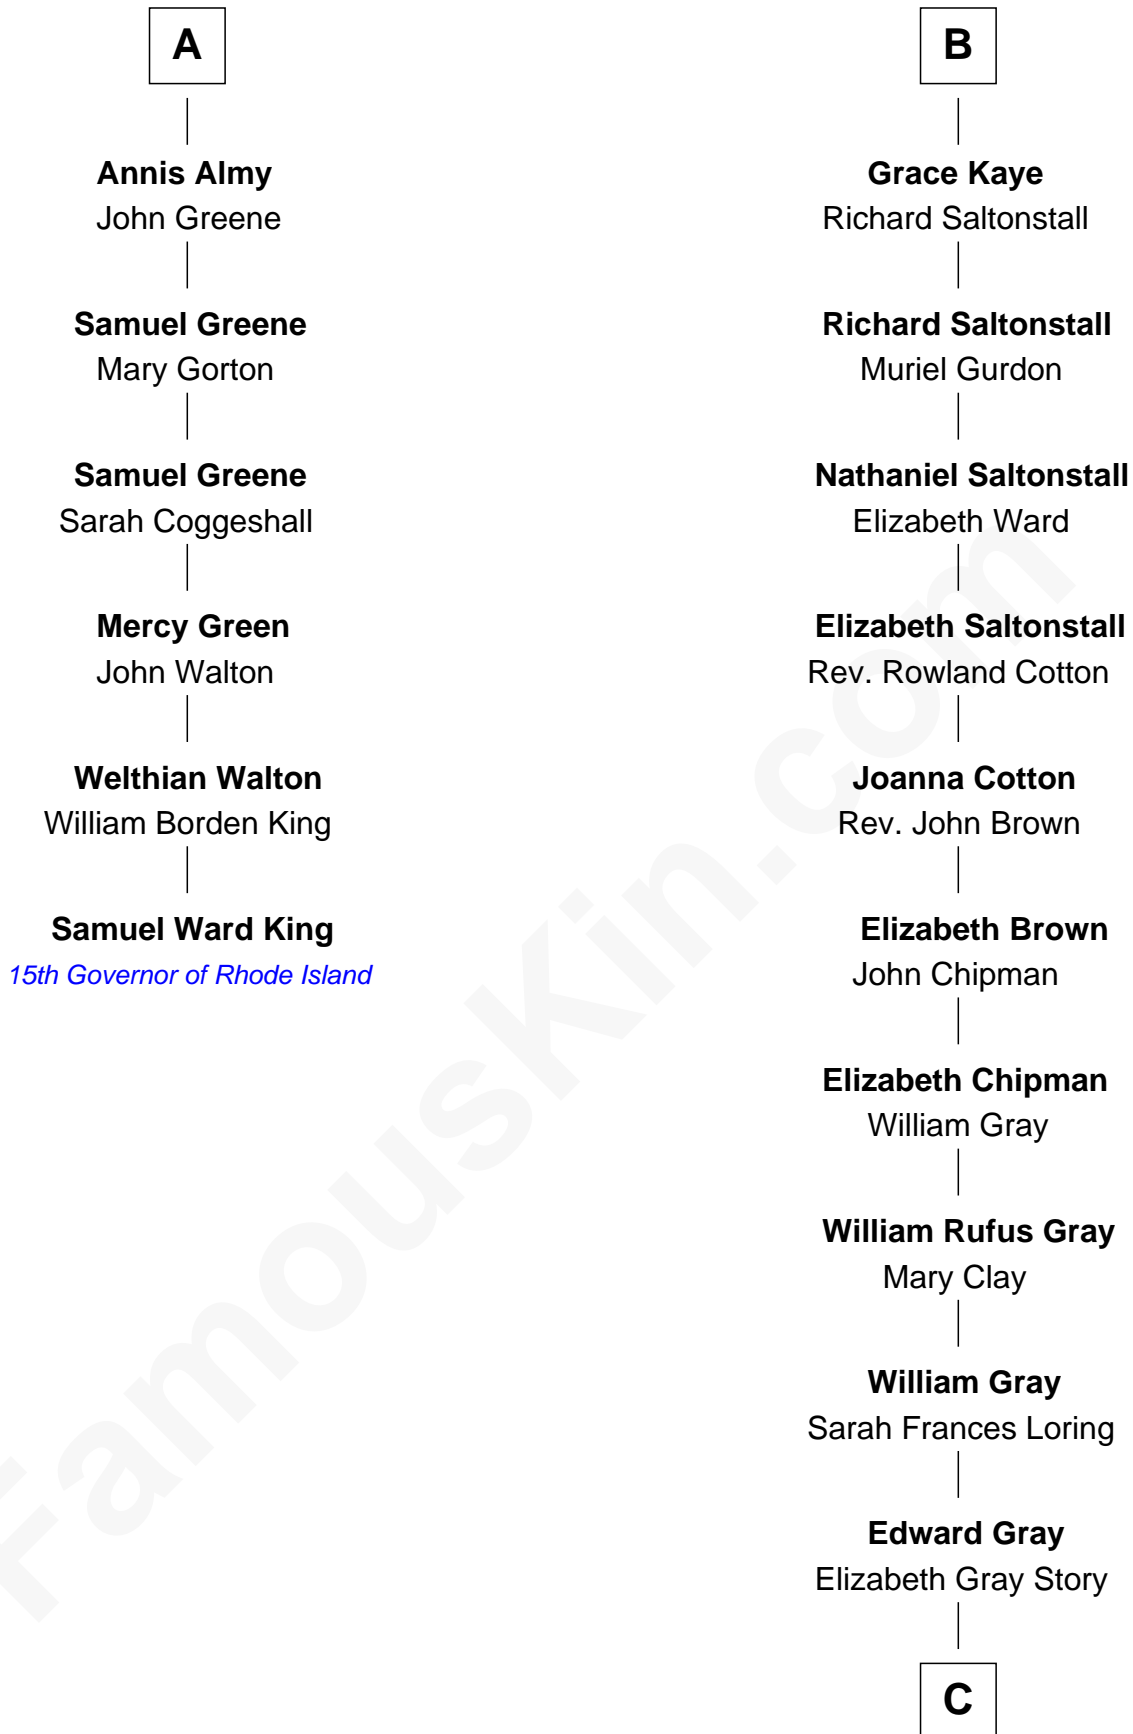 A
Annis Almy
John Greene
Samuel Greene
Mary Gorton
Samuel Greene
Sarah Coggeshall
Mercy Green
John Walton
Welthian Walton
William Borden King
Samuel Ward King
15th Governor of Rhode Island
B
Grace Kaye
Richard Saltonstall
Richard Saltonstall
Muriel Gurdon
Nathaniel Saltonstall
Elizabeth Ward
Elizabeth Saltonstall
Rev. Rowland Cotton
Joanna Cotton
Rev. John Brown
Elizabeth Brown
John Chipman
Elizabeth Chipman
William Gray
William Rufus Gray
Mary Clay
William Gray
Sarah Frances Loring
Edward Gray
Elizabeth Gray Story
C
FamousKin.com